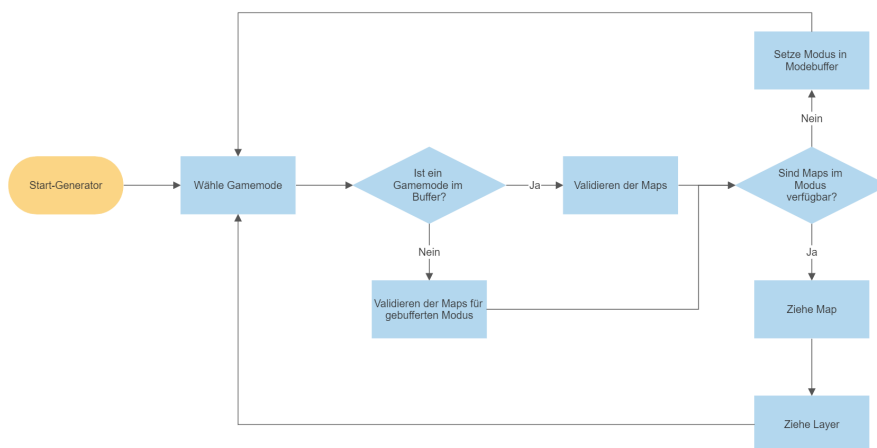 Setze Modus in
Modebuffer
Nein
Start-Generator
Wähle Gamemode
Ist ein
Gamemode im
Buffer?
Ja
Validieren der Maps
Sind Maps im
Modus
verfügbar?
Nein
Ja
Validieren der Maps für
gebufferten Modus
Ziehe Map
Ziehe Layer